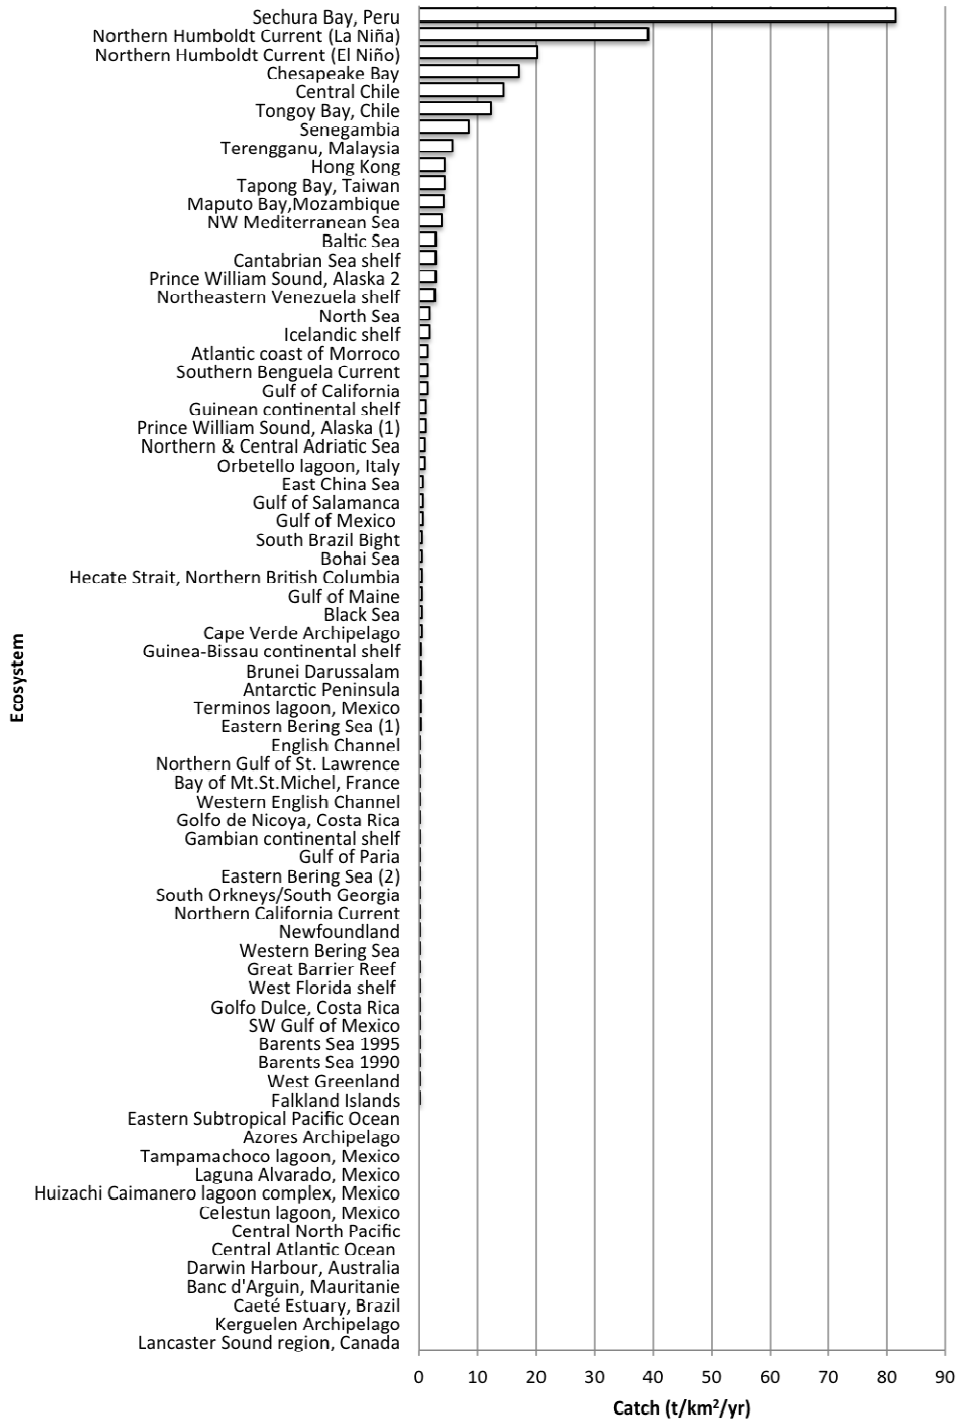 Sechura Bay, Peru
Northern Humboldt Current (La Niña)
Northern Humboldt Current (El Niño)
Chesapeake Bay
Central Chile
Tongoy Bay, Chile
Senegambia
Terengganu, Malaysia
Hong Kong
Tapong Bay, Taiwan
Maputo Bay,Mozambique
NW Mediterranean Sea
Baltic Sea
Cantabrian Sea shelf
Prince William Sound, Alaska 2
Northeastern Venezuela shelf
North Sea
Icelandic shelf
Atlantic coast of Morroco
Southern Benguela Current
Gulf of California
Guinean continental shelf
Prince William Sound, Alaska (1)
Northern & Central Adriatic Sea
Orbetello lagoon, Italy
East China Sea
Gulf of Salamanca
Gulf of Mexico
South Brazil Bight
Bohai Sea
Hecate Strait, Northern British Columbia
Gulf of Maine
Black Sea
Cape Verde Archipelago
Guinea-Bissau continental shelf
Brunei Darussalam
Antarctic Peninsula
Terminos lagoon, Mexico
Eastern Bering Sea (1)
English Channel
Northern Gulf of St. Lawrence
Bay of Mt.St.Michel, France
Western English Channel
Golfo de Nicoya, Costa Rica
Gambian continental shelf
Gulf of Paria
Eastern Bering Sea (2)
South Orkneys/South Georgia
Northern California Current
Newfoundland
Western Bering Sea
Great Barrier Reef
West Florida shelf
Golfo Dulce, Costa Rica
SW Gulf of Mexico
Barents Sea 1995
Barents Sea 1990
West Greenland
Falkland Islands
Eastern Subtropical Pacific Ocean
Azores Archipelago
Tampamachoco lagoon, Mexico
Laguna Alvarado, Mexico
Huizachi Caimanero lagoon complex, Mexico
Celestun lagoon, Mexico
Central North Pacific
Central Atlantic Ocean
Darwin Harbour, Australia
Banc d'Arguin, Mauritanie
Caeté Estuary, Brazil
Kerguelen Archipelago
Lancaster Sound region, Canada
Ecosystem
0 10 20 30 40 50 60 70 80 90
Catch (t/km²/yr)